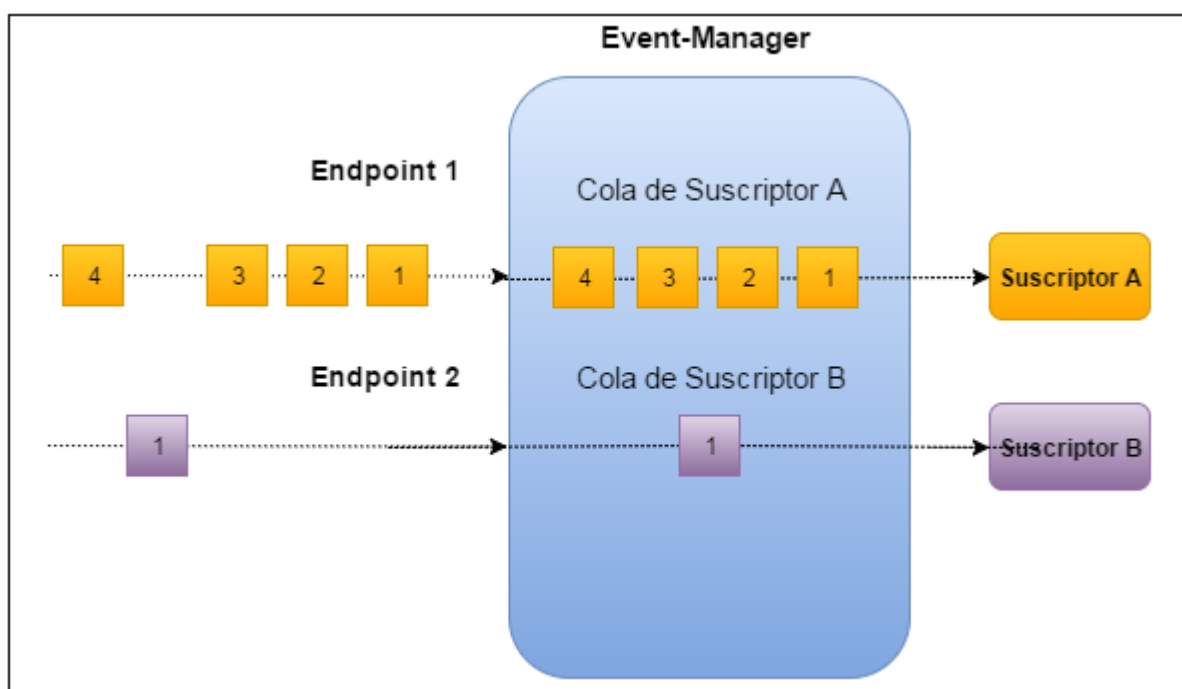 Event-Manager
Endpoint 1
Cola de Suscriptor A
4 3 2 1
4 3 2 1
Suscriptor A
Endpoint 2
Cola de Suscriptor B
1
1
Suscriptor B